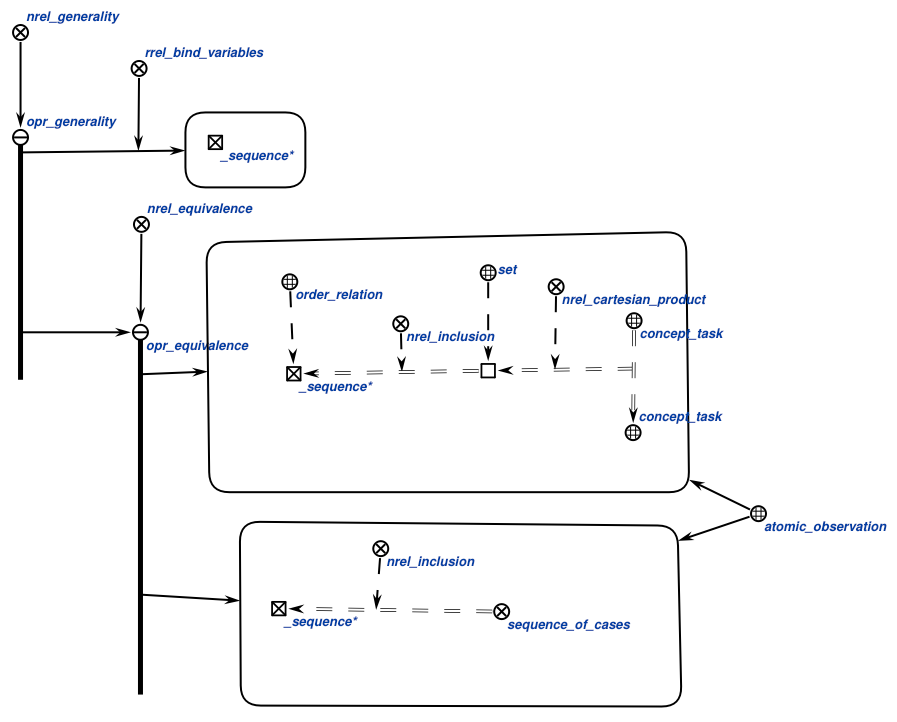 nrel_generality
rrel_bind_variables
opr_generality
_sequence*
nrel_equivalence
set
order_relation
nrel_cartesian_product
nrel_inclusion
concept_task
opr_equivalence
_sequence*
concept_task
atomic_observation
nrel_inclusion
_sequence*
sequence_of_cases